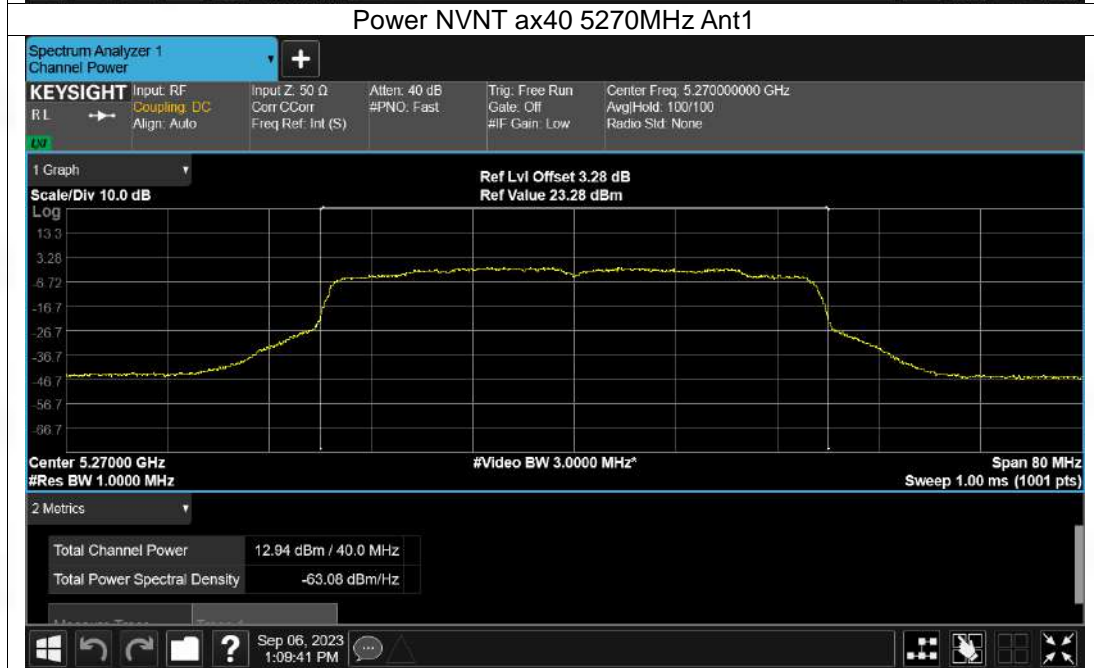 Power NVNT ax40 5270MHz Ant1
Spectrum Analyzer 1
Channel Power
+
KEYSIGHT
RL
LXI
Input: RF
Coupling: DC
Align: Auto
Input Z: 50 Ω
Corr CCorr
Freq Ref: Int (S)
Atten: 40 dB
#PNO: Fast
Trig: Free Run
Gate: Off
#IF Gain: Low
Center Freq: 5.270000000 GHz
Avg|Hold: 100/100
Radio Std: None
1 Graph
Scale/Div 10.0 dB
Ref Lvl Offset 3.28 dB
Ref Value 23.28 dBm
Log
13.3
3.28
-6.72
-16.7
-26.7
-36.7
-46.7
-56.7
-66.7
Center 5.27000 GHz
#Video BW 3.0000 MHz*
Span 80 MHz
#Res BW 1.0000 MHz
Sweep 1.00 ms (1001 pts)
2 Metrics
Total Channel Power 12.94 dBm / 40.0 MHz
Total Power Spectral Density -63.08 dBm/Hz
?
Sep 06, 2023
1:09:41 PM